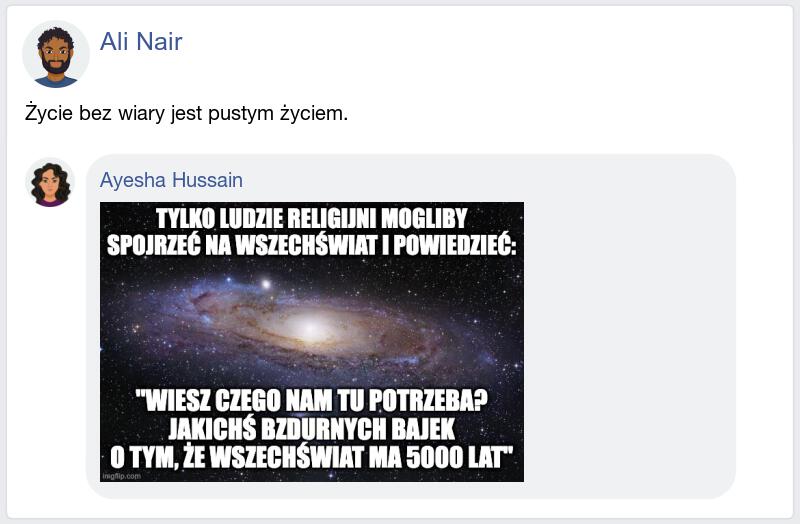 Ali Nair
Życie bez wiary jest pustym życiem.
Ayesha Hussain
TYLKO LUDZIE RELIGIJNI MOGLIBY
SPOJRZEĆ NA WSZECHŚWIAT I POWIEDZIEĆ:
"WIESZ CZEGO NAM TU POTRZEBA?
JAKICHŚ BZDURNYCH BAJEK
O TYM, ŻE WSZECHŚWIAT MA 5000 LAT"
imgflip.com